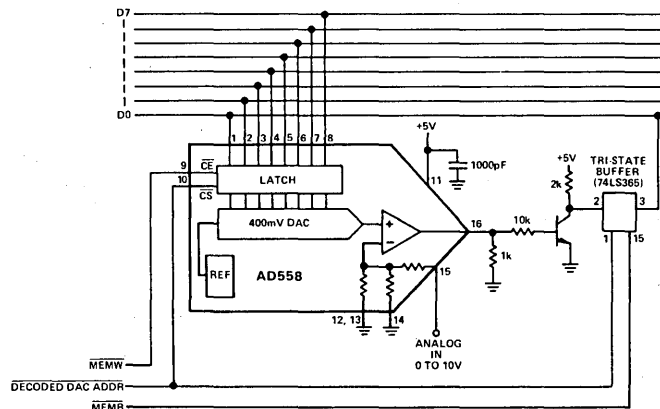 D7
D0
1 2 3 4 5 6 7 8
+5V
9
CE
10
CS
LATCH
11
1000pF
+5V
2k
TRI-STATE
BUFFER
(74LS365)
400mV DAC
+
−
16
10k
2
3
1k
1
15
REF
AD558
15
12, 13
14
ANALOG
IN
0 TO 10V
MEMW
DECODED DAC ADDR
MEMR